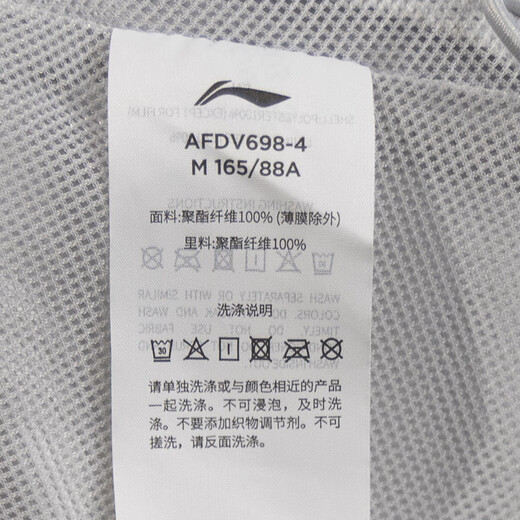 AFDV698-4
M 165/88A
面料:聚酯纤维100% (薄膜除外)
里料:聚酯纤维100%
洗涤说明
30
请单独洗涤或与颜色相近的产品
一起洗涤。不可浸泡，及时洗
涤。不要添加织物调节剂。不可
搓洗，请反面洗涤。